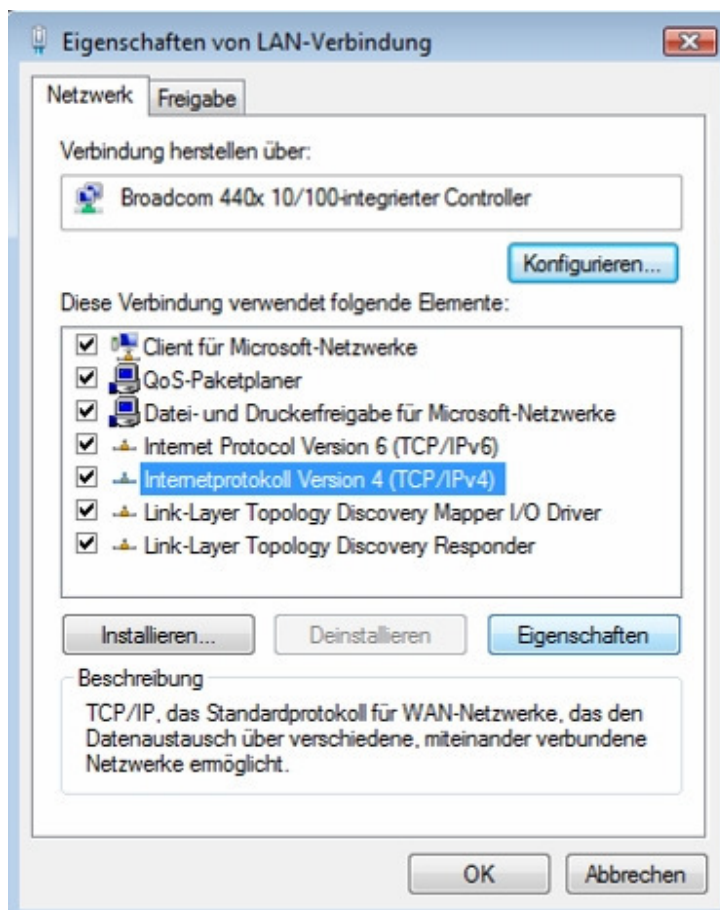 Eigenschaften von LAN-Verbindung
Netzwerk
Freigabe
Verbindung herstellen über:
Broadcom 440x 10/100-integrierter Controller
Konfigurieren...
Diese Verbindung verwendet folgende Elemente:
Client für Microsoft-Netzwerke
QoS-Paketplaner
Datei- und Druckerfreigabe für Microsoft-Netzwerke
Internet Protocol Version 6 (TCP/IPv6)
Internetprotokoll Version 4 (TCP/IPv4)
Link-Layer Topology Discovery Mapper I/O Driver
Link-Layer Topology Discovery Responder
Installieren...
Deinstallieren
Eigenschaften
Beschreibung
TCP/IP, das Standardprotokoll für WAN-Netzwerke, das den
Datenaustausch über verschiedene, miteinander verbundene
Netzwerke ermöglicht.
OK
Abbrechen